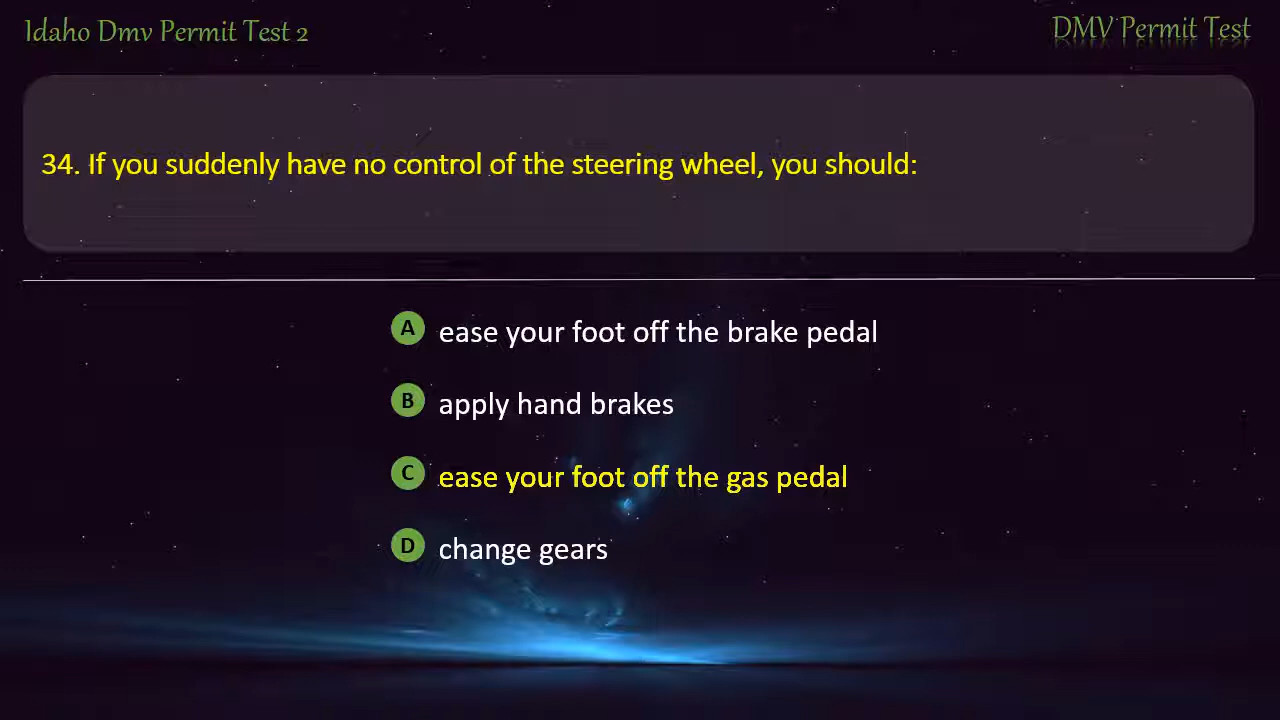 Idaho Dmv Permit Test 2
DMV Permit Test
34. If you suddenly have no control of the steering wheel, you should:
A ease your foot off the brake pedal
B apply hand brakes
C ease your foot off the gas pedal
D change gears